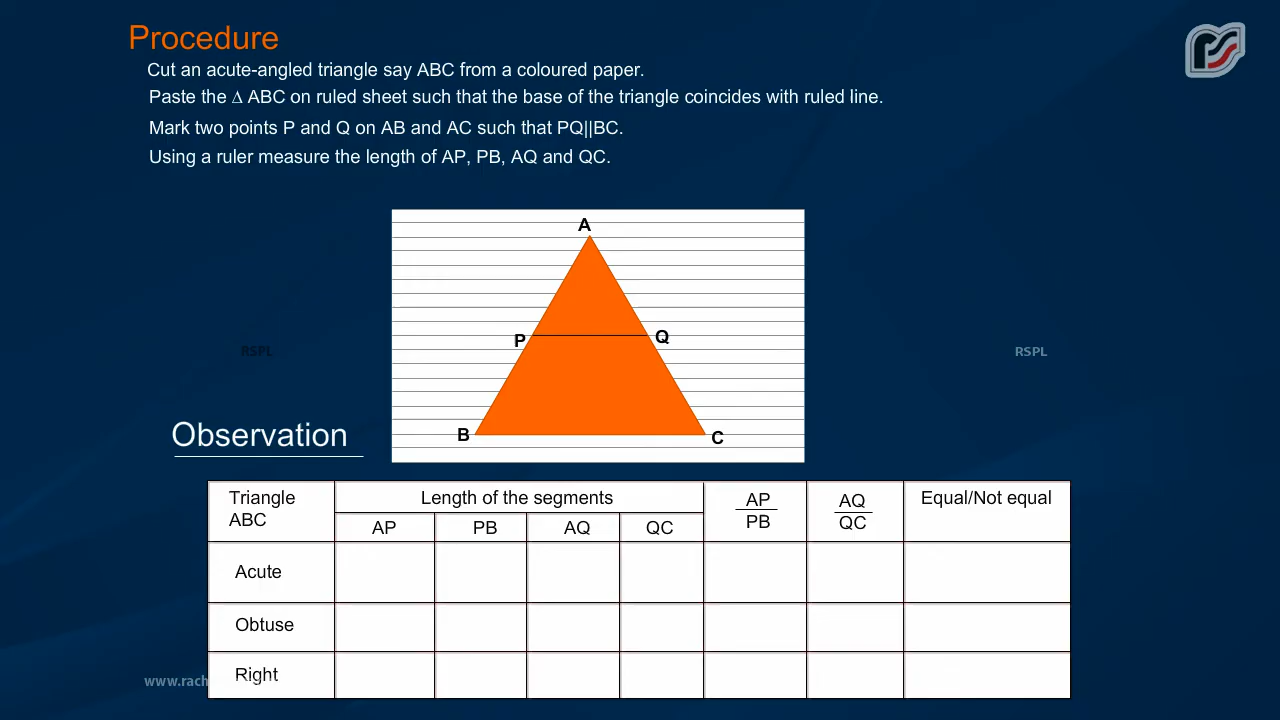 Procedure
Cut an acute-angled triangle say ABC from a coloured paper.
Paste the ∆ ABC on ruled sheet such that the base of the triangle coincides with ruled line.
Mark two points P and Q on AB and AC such that PQ||BC.
Using a ruler measure the length of AP, PB, AQ and QC.
A
P Q
RSPL RSPL
B C
Observation
Triangle ABC
Length of the segments
AP PB AQ QC
AP
PB
AQ
QC
Equal/Not equal
Acute
Obtuse
Right
www.rach